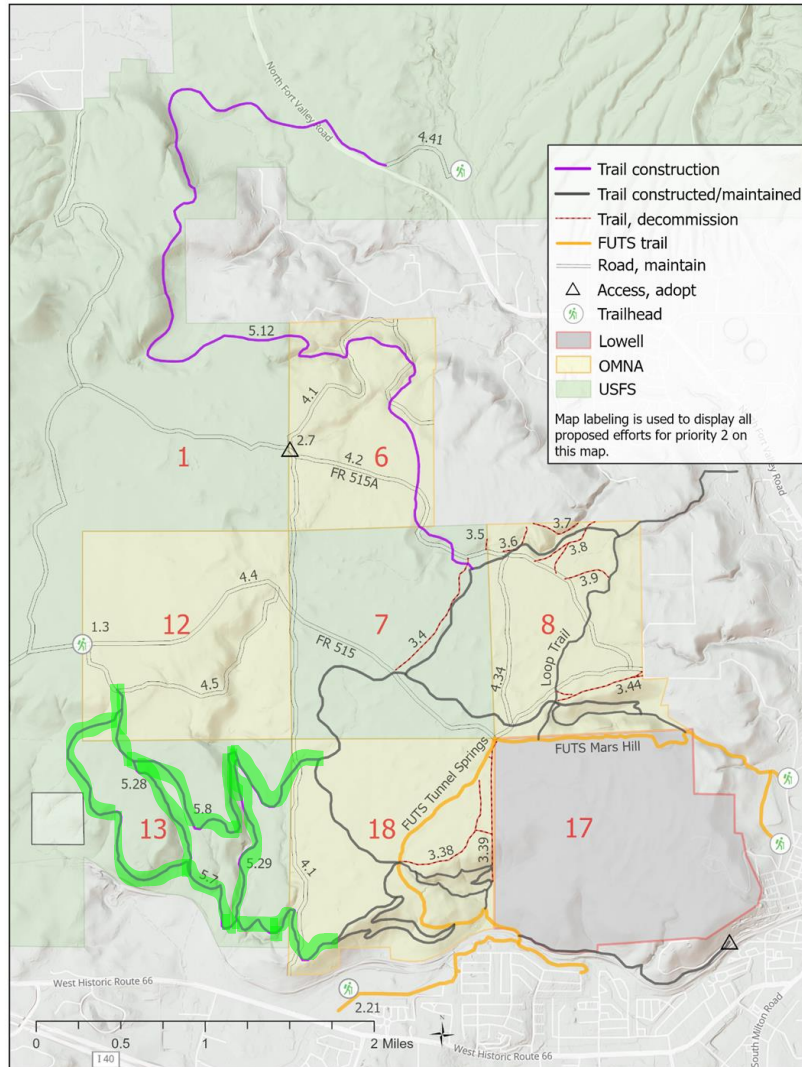 North Fort Valley Road
4.41
Trail construction
Trail constructed/maintained
Trail, decommission
FUTS trail
Road, maintain
Access, adopt
Trailhead
Lowell
OMNA
USFS
Map labeling is used to display all
proposed efforts for priority 2 on
this map.
5.12
4.1
2.7
1
6
4.2
FR 515A
3.5
3.6
3.7
3.8
3.9
4.4
1.3
12
7
8
3.4
FR 515
4.5
4.34
Loop Trail
3.44
FUTS Mars Hill
FUTS Tunnel Springs
5.28
5.8
13
18
17
5.29
5.7
4.1
3.38
3.39
West Historic Route 66
2.21
0
0.5
1
2 Miles
N
I 40
West Historic Route 66
South Milton Road